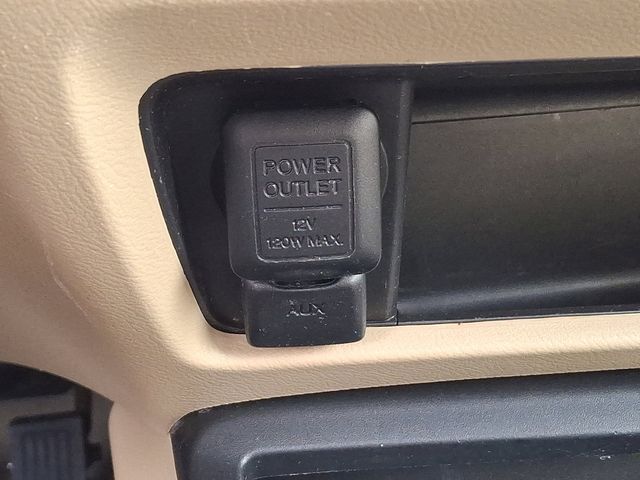 POWER
OUTLET
12V
120W MAX.
AUX